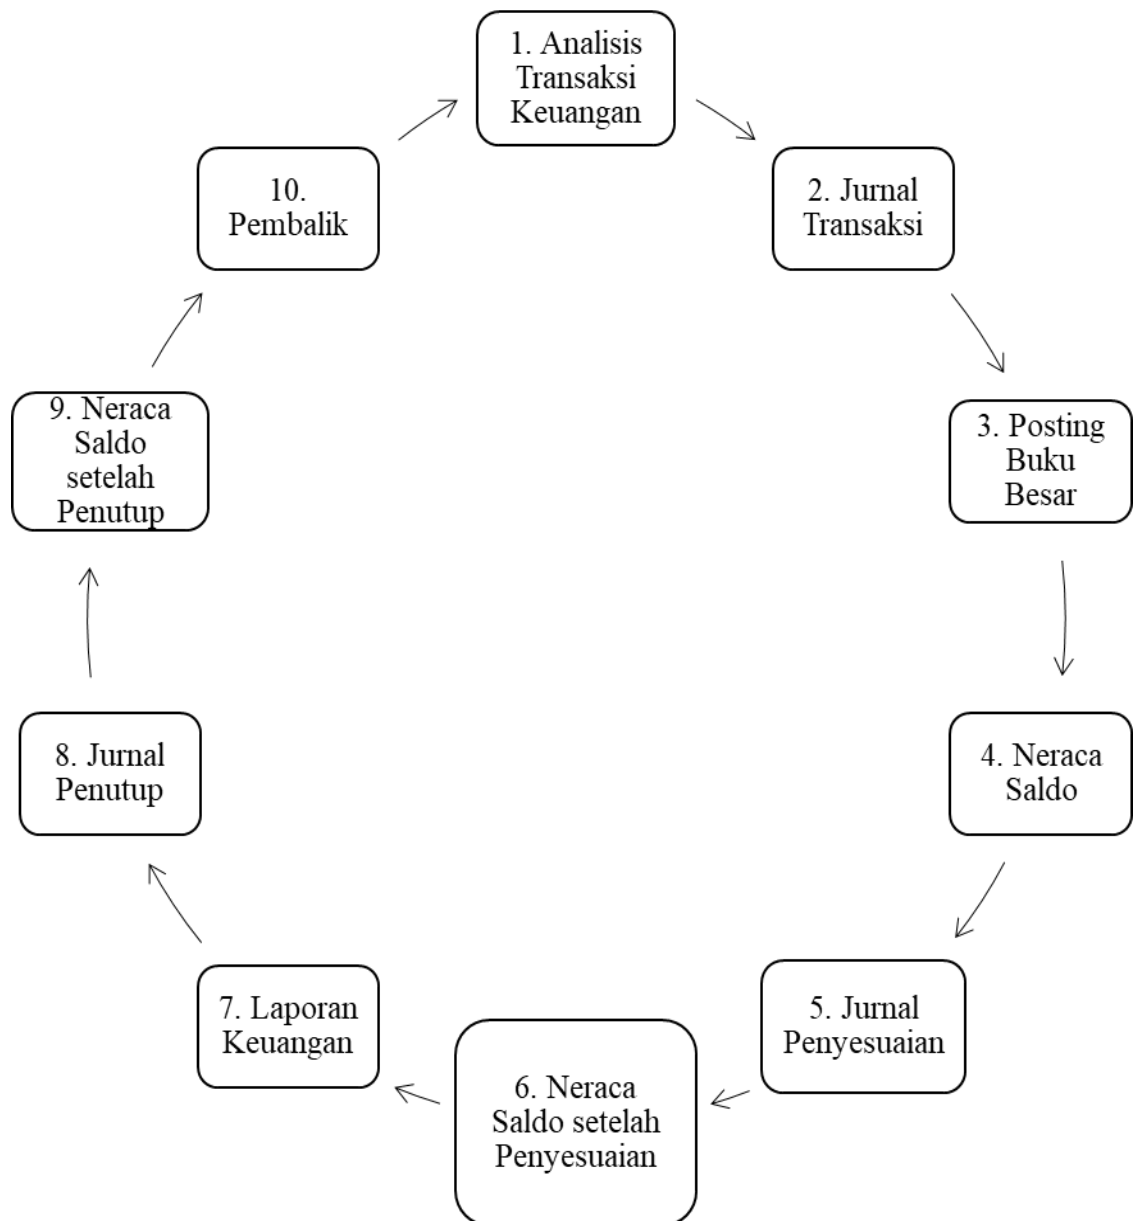 1. Analisis
Transaksi
Keuangan
2. Jurnal
Transaksi
3. Posting
Buku
Besar
4. Neraca
Saldo
5. Jurnal
Penyesuaian
6. Neraca
Saldo setelah
Penyesuaian
7. Laporan
Keuangan
8. Jurnal
Penutup
9. Neraca
Saldo
setelah
Penutup
10.
Pembalik